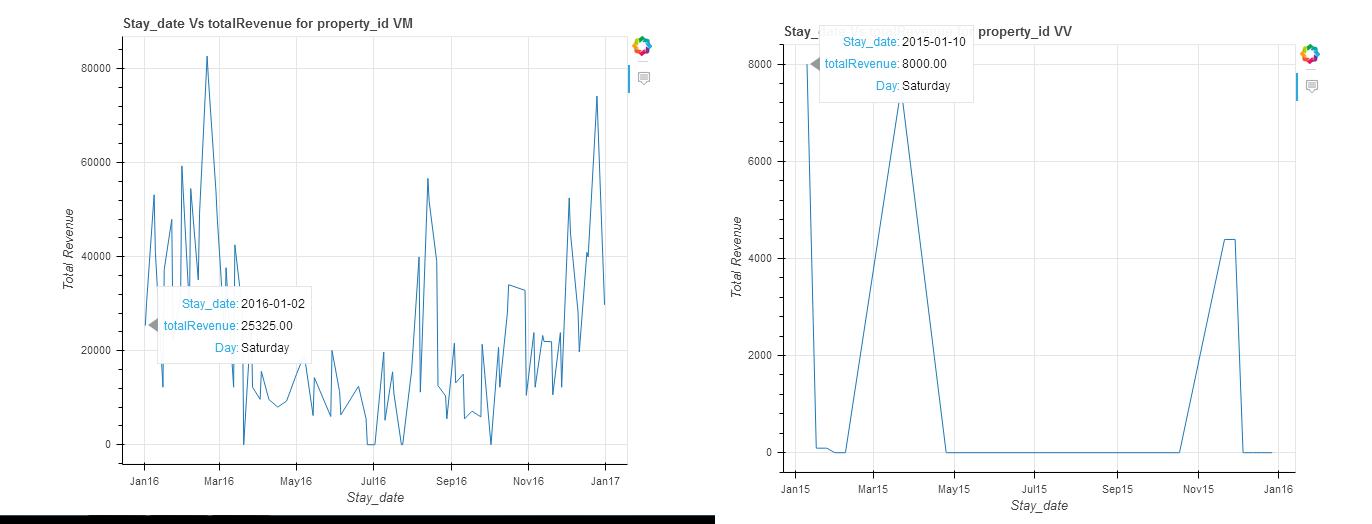 Stay_date Vs totalRevenue for property_id VM
80000
60000
40000
20000
0
Total Revenue
Stay_date: 2016-01-02
totalRevenue: 25325.00
Day: Saturday
Jan16 Mar16 May16 Jul16 Sep16 Nov16 Jan17
Stay_date
Stay_ property_id VV
Stay_date: 2015-01-10
totalRevenue: 8000.00
Day: Saturday
8000
6000
4000
2000
0
Total Revenue
Jan15 Mar15 May15 Jul15 Sep15 Nov15 Jan16
Stay_date